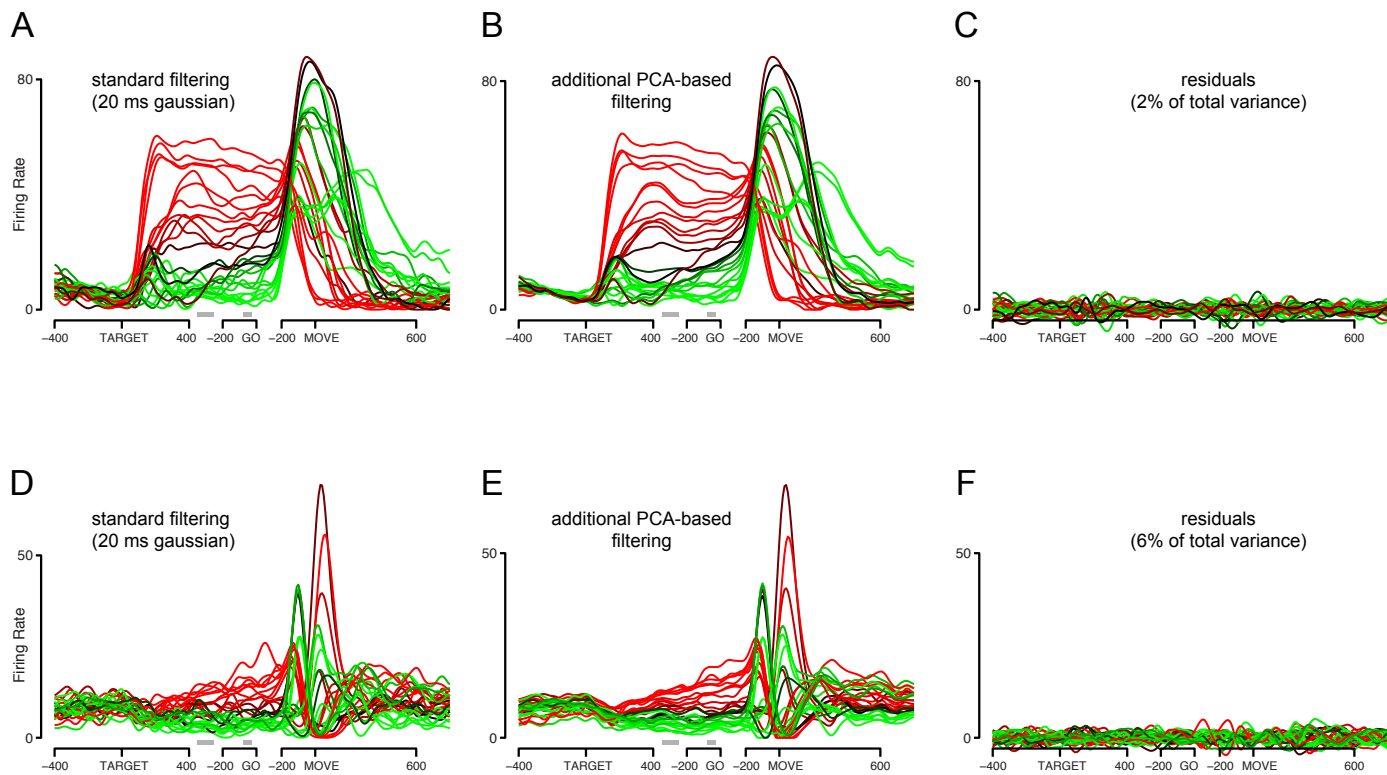 A
B
C
standard filtering
(20 ms gaussian)
additional PCA-based
filtering
residuals
(2% of total variance)
80
80
80
Firing Rate
0
0
0
−400 TARGET 400 −200 GO −200 MOVE 600
−400 TARGET 400 −200 GO −200 MOVE 600
−400 TARGET 400 −200 GO −200 MOVE 600
D
E
F
standard filtering
(20 ms gaussian)
additional PCA-based
filtering
residuals
(6% of total variance)
50
50
50
Firing Rate
0
0
0
−400 TARGET 400 −200 GO −200 MOVE 600
−400 TARGET 400 −200 GO −200 MOVE 600
−400 TARGET 400 −200 GO −200 MOVE 600